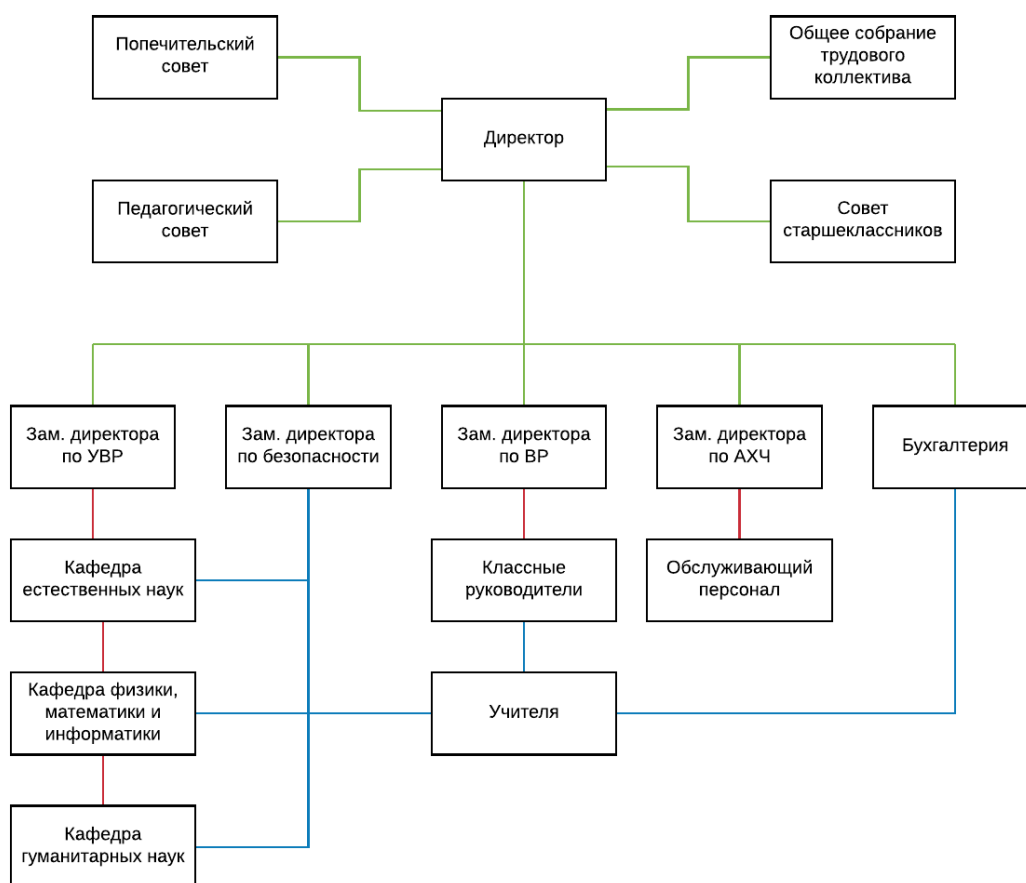 Попечительский
совет
Общее собрание
трудового
коллектива
Директор
Педагогический
совет
Совет
старшеклассников
Зам. директора
по УВР
Зам. директора
по безопасности
Зам. директора
по ВР
Зам. директора
по АХЧ
Бухгалтерия
Кафедра
естественных наук
Классные
руководители
Обслуживающий
персонал
Кафедра физики,
математики и
информатики
Учителя
Кафедра
гуманитарных наук